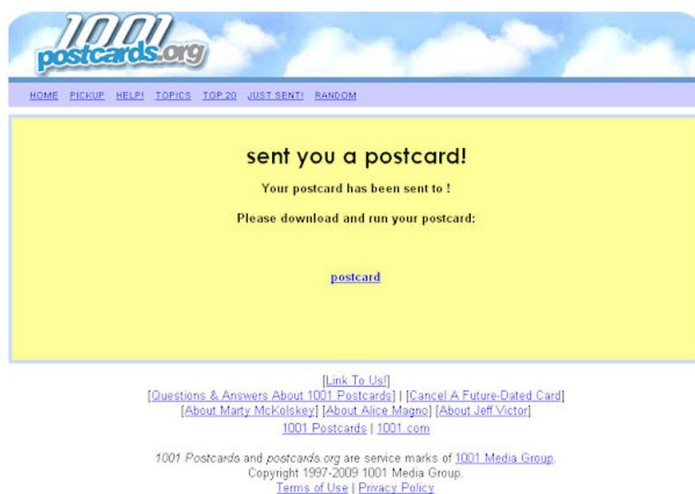 1001
postcards.org
HOME PICKUP HELP! TOPICS TOP 20 JUST SENT! RANDOM
sent you a postcard!
Your postcard has been sent to !
Please download and run your postcard:
postcard
[Link To Us!]
[Questions & Answers About 1001 Postcards] | [Cancel A Future-Dated Card]
[About Marty McKolskey] [About Alice Magno] [About Jeff Victor]
1001 Postcards | 1001.com
1001 Postcards and postcards.org are service marks of 1001 Media Group.
Copyright 1997-2009 1001 Media Group.
Terms of Use | Privacy Policy